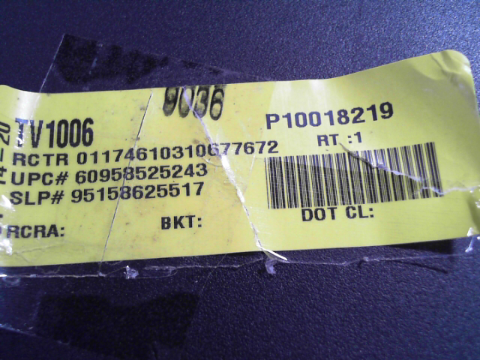 9036
TV1006
P10018219
RCTR 01174610310677672
RT :1
UPC# 60958525243
SLP# 95158625517
RCRA:
BKT:
DOT CL: